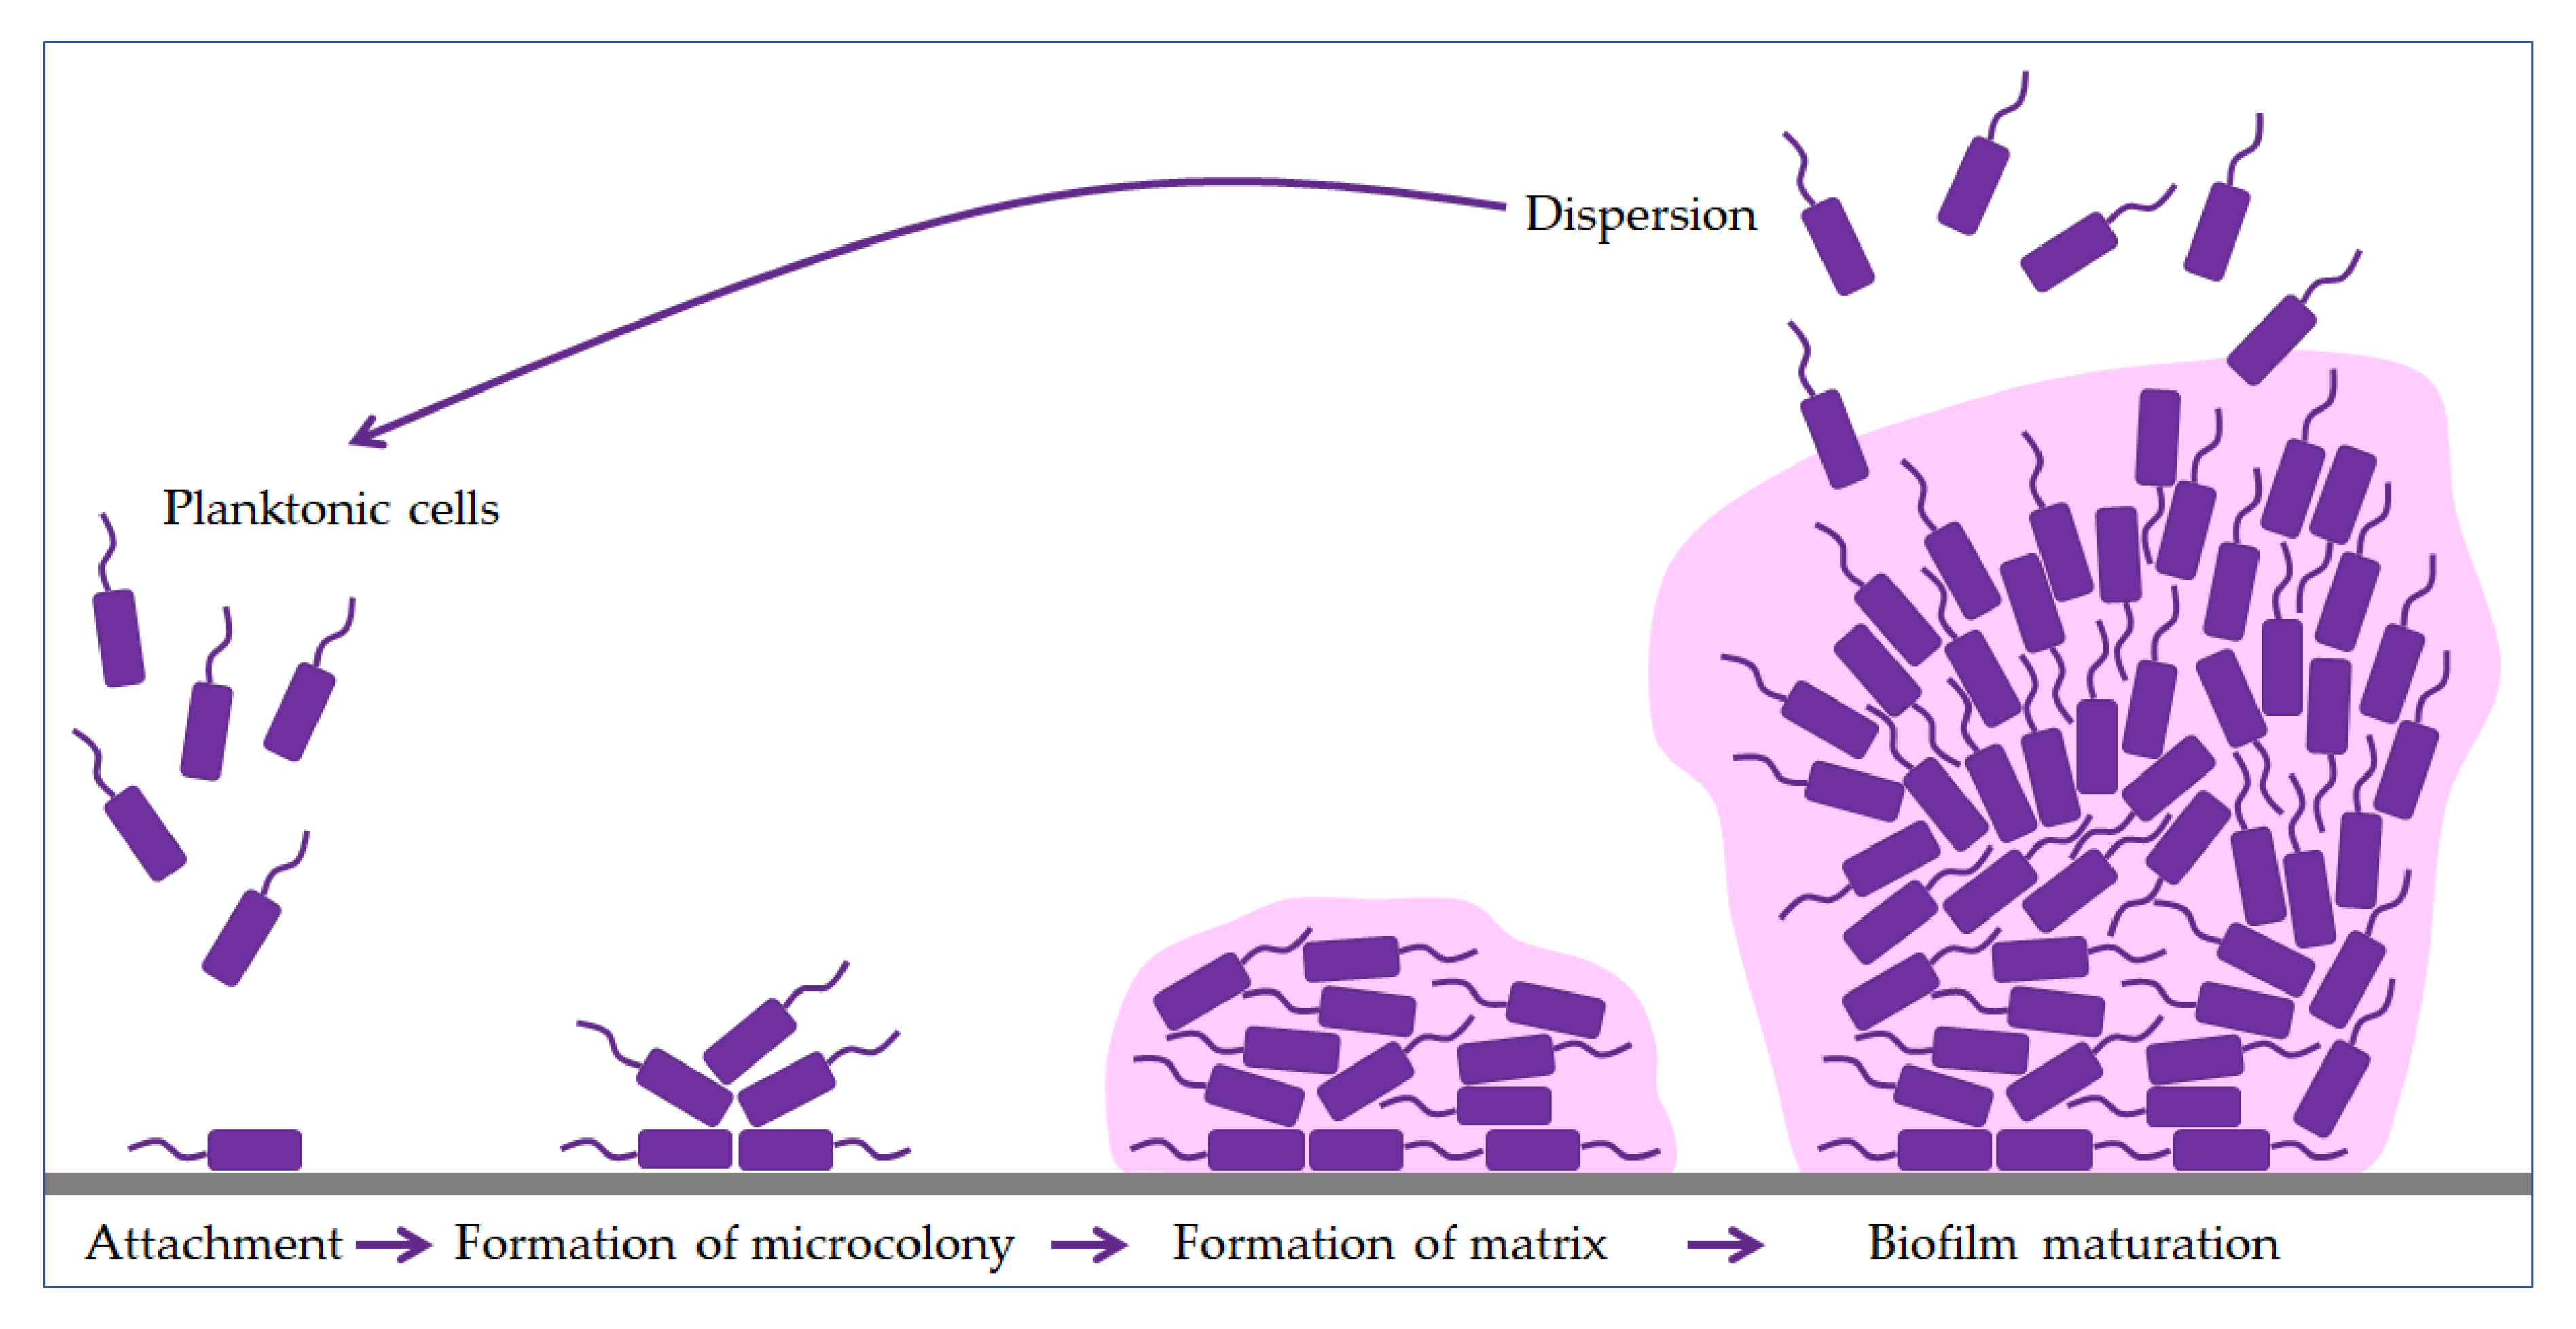 Dispersion
Planktonic cells
Attachment
Formation of microcolony
Formation of matrix
Biofilm maturation